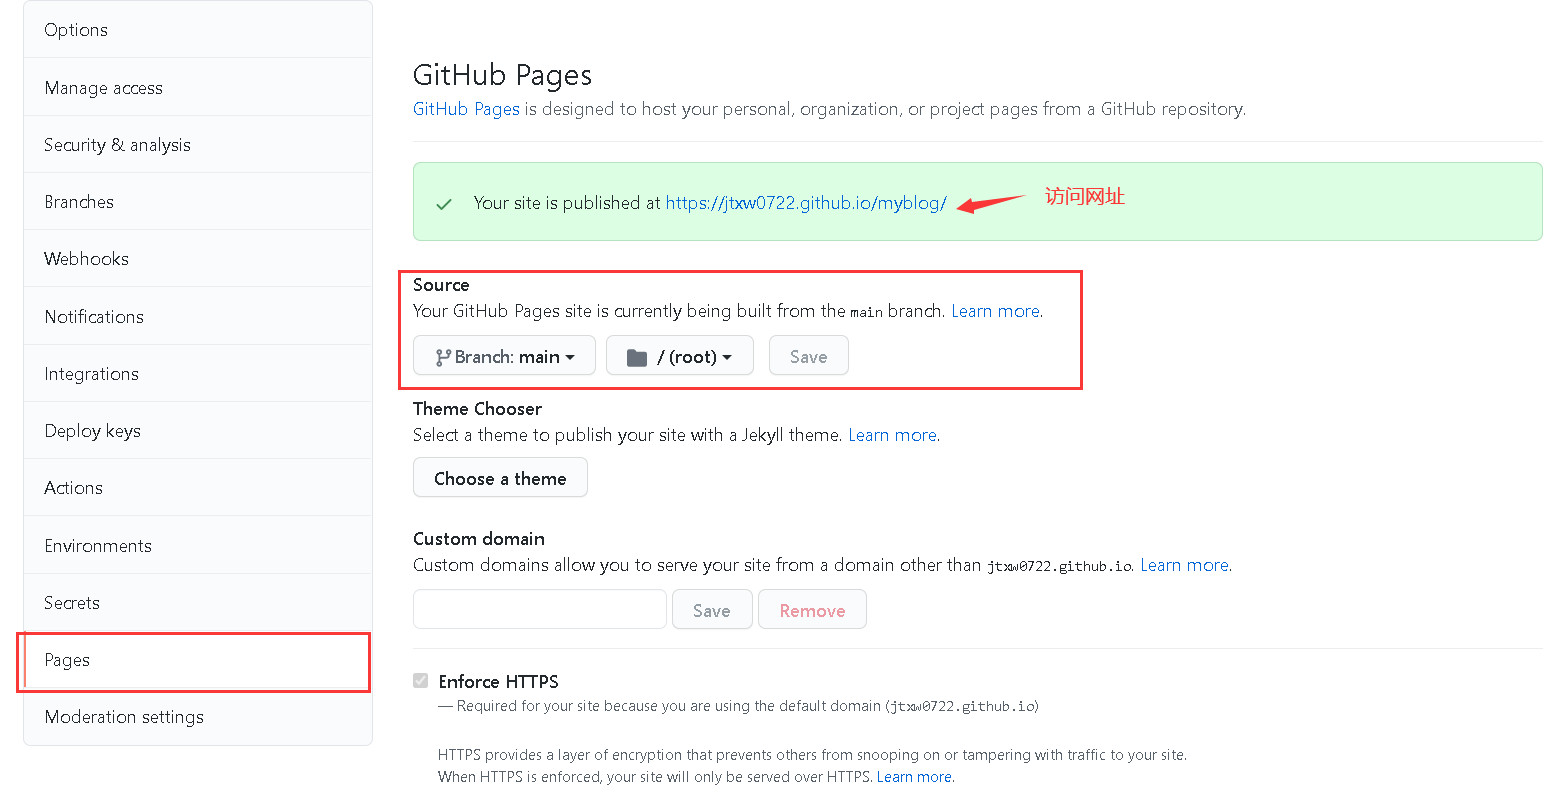 Options
Manage access
Security & analysis
Branches
Webhooks
Notifications
Integrations
Deploy keys
Actions
Environments
Secrets
Pages
Moderation settings
GitHub Pages
GitHub Pages is designed to host your personal, organization, or project pages from a GitHub repository.
Your site is published at https://jtxw0722.github.io/myblog/
访问网址
Source
Your GitHub Pages site is currently being built from the main branch. Learn more.
Branch: main
/ (root)
Save
Theme Chooser
Select a theme to publish your site with a Jekyll theme. Learn more.
Choose a theme
Custom domain
Custom domains allow you to serve your site from a domain other than jtxw0722.github.io. Learn more.
Save
Remove
Enforce HTTPS
— Required for your site because you are using the default domain (jtxw0722.github.io)
HTTPS provides a layer of encryption that prevents others from snooping on or tampering with traffic to your site.
When HTTPS is enforced, your site will only be served over HTTPS. Learn more.